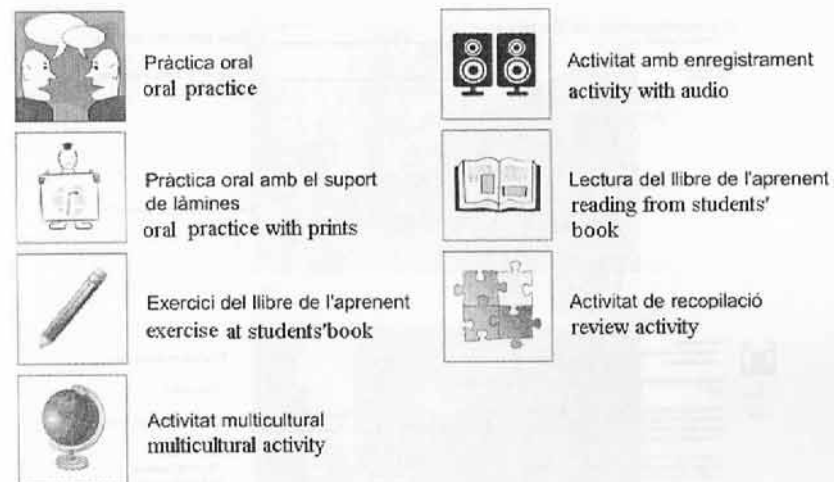 Pràctica oral
oral practice
Pràctica oral amb el suport
de làmines
oral practice with prints
Exercici del llibre de l'aprenent
exercise at students'book
Activitat multicultural
multicultural activity
Activitat amb enregistrament
activity with audio
Lectura del llibre de l'aprenent
reading from students'
book
Activitat de recopilació
review activity